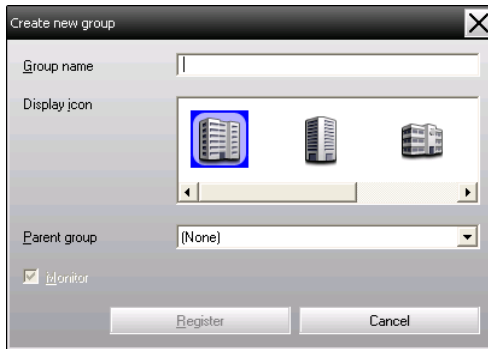 Create new group
Group name
Display icon
Parent group
(None)
Monitor
Register
Cancel